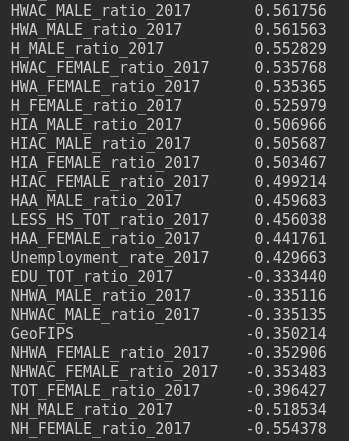 HWAC_MALE_ratio_2017 0.561756
HWA_MALE_ratio_2017 0.561563
H_MALE_ratio_2017 0.552829
HWAC_FEMALE_ratio_2017 0.535768
HWA_FEMALE_ratio_2017 0.535365
H_FEMALE_ratio_2017 0.525979
HIA_MALE_ratio_2017 0.506966
HIAC_MALE_ratio_2017 0.505687
HIA_FEMALE_ratio_2017 0.503467
HIAC_FEMALE_ratio_2017 0.499214
HAA_MALE_ratio_2017 0.459683
LESS_HS_TOT_ratio_2017 0.456038
HAA_FEMALE_ratio_2017 0.441761
Unemployment_rate_2017 0.429663
EDU_TOT_ratio_2017 -0.333440
NHWA_MALE_ratio_2017 -0.335116
NHWAC_MALE_ratio_2017 -0.335135
GeoFIPS -0.350214
NHWA_FEMALE_ratio_2017 -0.352906
NHWAC_FEMALE_ratio_2017 -0.353483
TOT_FEMALE_ratio_2017 -0.396427
NH_MALE_ratio_2017 -0.518534
NH_FEMALE_ratio_2017 -0.554378